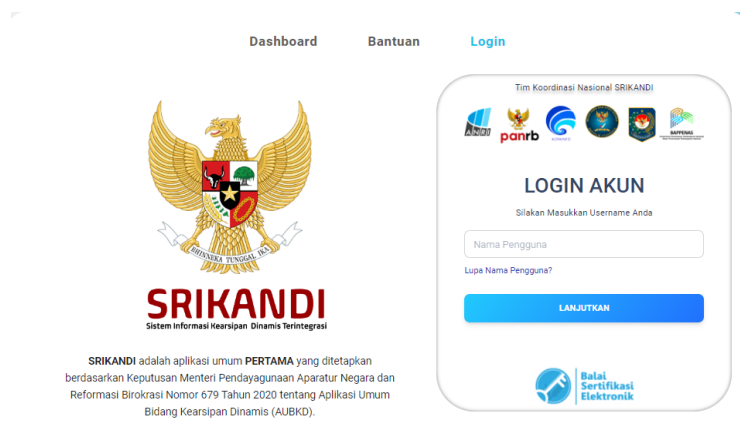 Dashboard
Bantuan
Login
BHINNEKA TUNGGAL IKA
SRIKANDI
Sistem Informasi Kearsipan Dinamis Terintegrasi
SRIKANDI adalah aplikasi umum PERTAMA yang ditetapkan
berdasarkan Keputusan Menteri Pendayagunaan Aparatur Negara dan
Reformasi Birokrasi Nomor 679 Tahun 2020 tentang Aplikasi Umum
Bidang Kearsipan Dinamis (AUBKD).
Tim Koordinasi Nasional SRIKANDI
ANRI
panrb
KOMINFO
BAPPENAS
LOGIN AKUN
Silakan Masukkan Username Anda
Nama Pengguna
Lupa Nama Pengguna?
LANJUTKAN
Balai
Sertifikasi
Elektronik